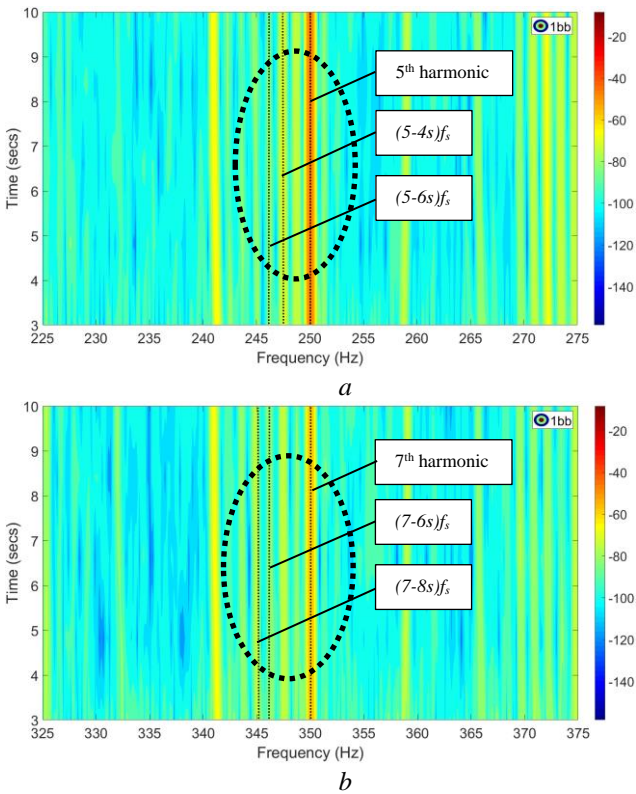 10
9
8
7
6
5
4
3
Time (secs)
1bb
5th harmonic
(5-4s)fs
(5-6s)fs
-20
-40
-60
-80
-100
-120
-140
225 230 235 240 245 250 255 260 265 270 275
Frequency (Hz)
a
10
9
8
7
6
5
4
3
Time (secs)
1bb
7th harmonic
(7-6s)fs
(7-8s)fs
-20
-40
-60
-80
-100
-120
-140
325 330 335 340 345 350 355 360 365 370 375
Frequency (Hz)
b